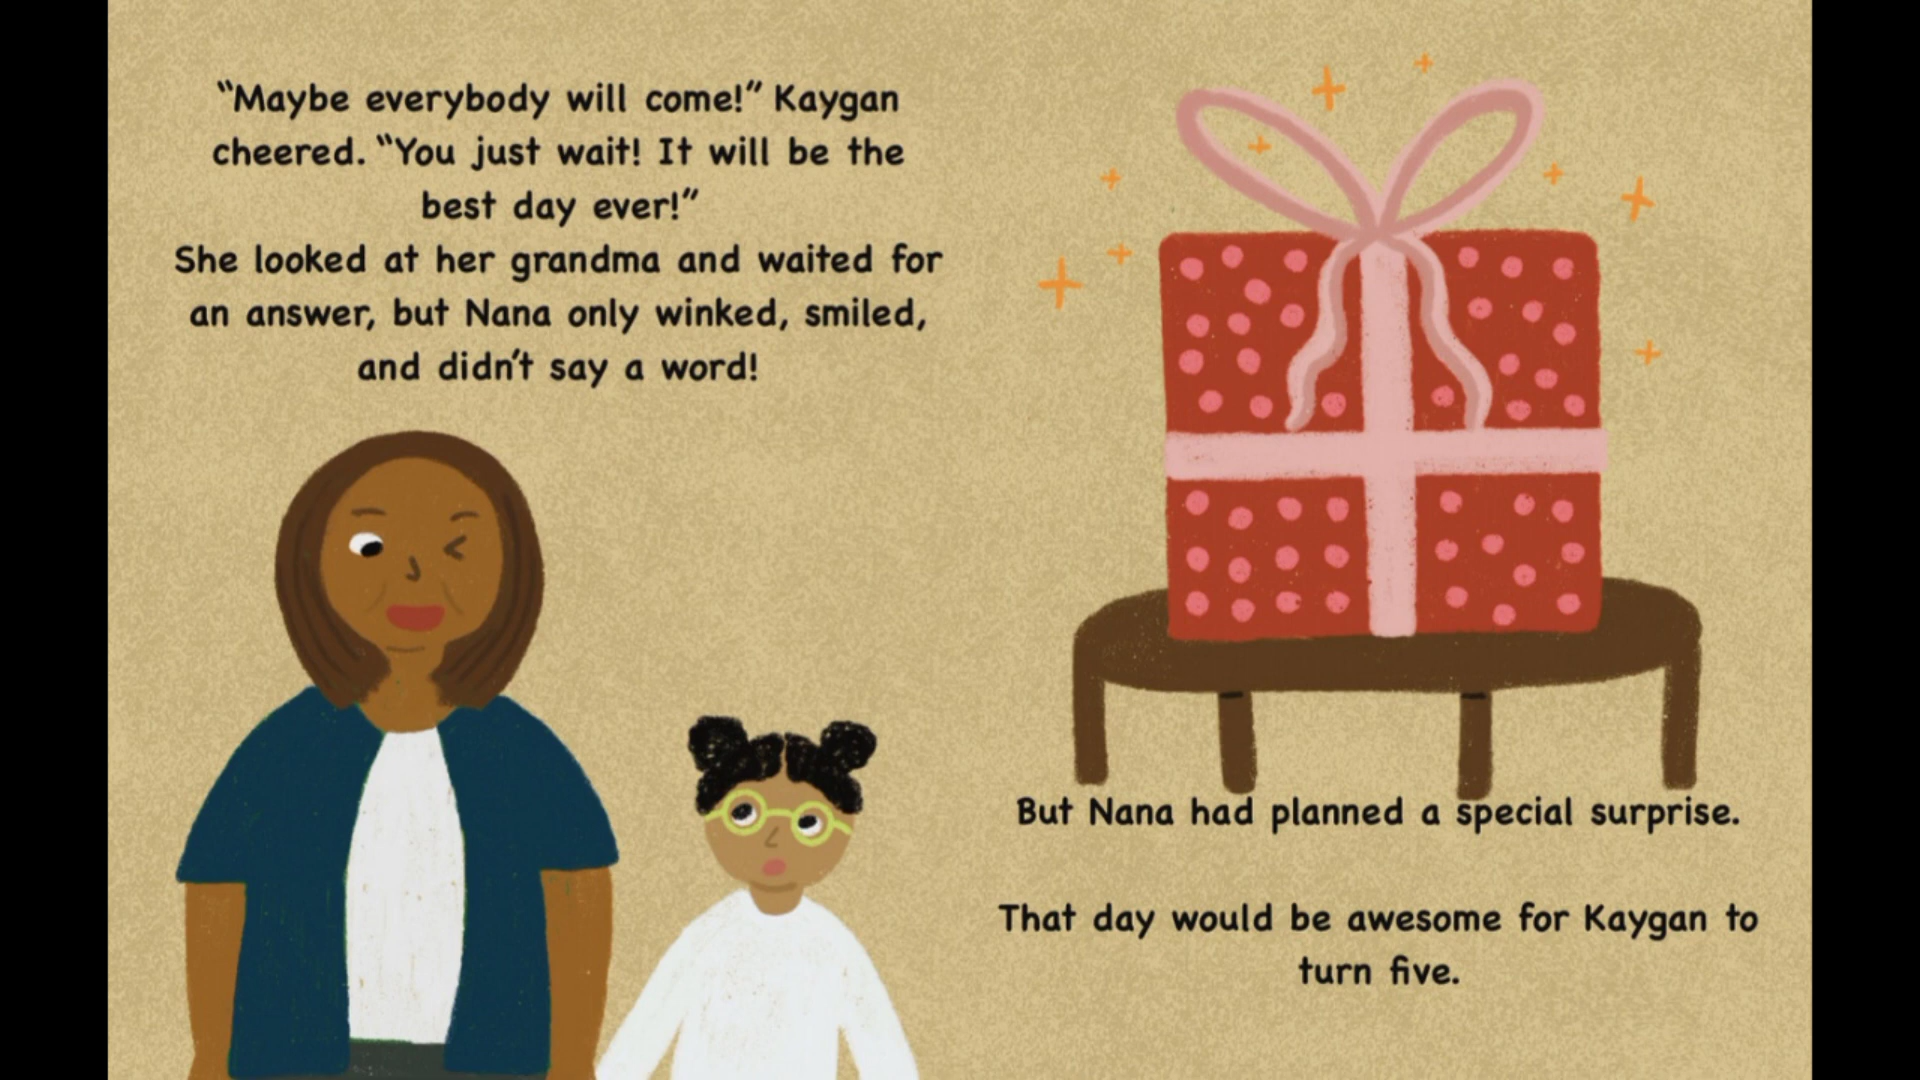 “Maybe everybody will come!” Kaygan
cheered. “You just wait! It will be the
best day ever!”
She looked at her grandma and waited for
an answer, but Nana only winked, smiled,
and didn’t say a word!
But Nana had planned a special surprise.
That day would be awesome for Kaygan to
turn five.